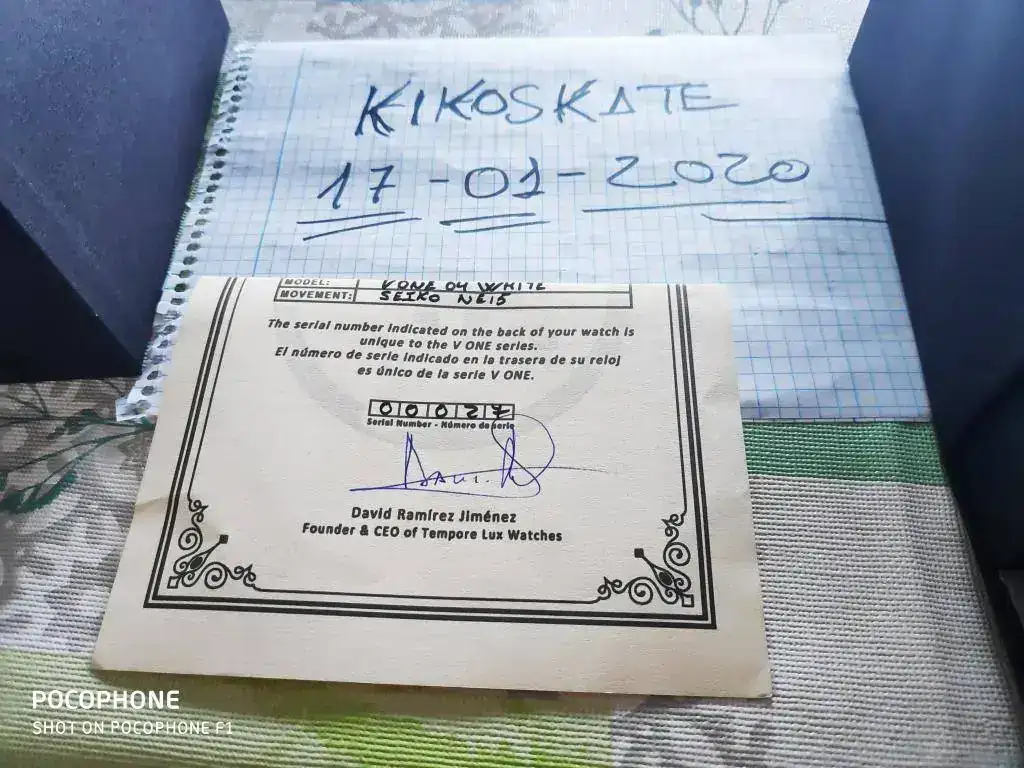 KIKOSKATE
17-01-2020
MODEL: V ONE 04 WHITE
MOVEMENT: SEIKO NE15
The serial number indicated on the back of your watch is
unique to the V ONE series.
El número de serie indicado en la trasera de su reloj
es único de la serie V ONE.
00027
Serial Number - Número de serie
David Ramírez Jiménez
Founder & CEO of Tempore Lux Watches
POCOPHONE
SHOT ON POCOPHONE F1